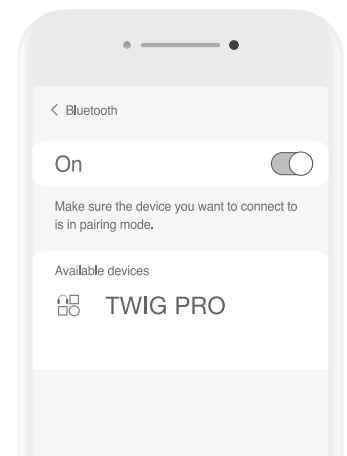 Bluetooth
On
Make sure the device you want to connect to
is in pairing mode.
Available devices
TWIG PRO